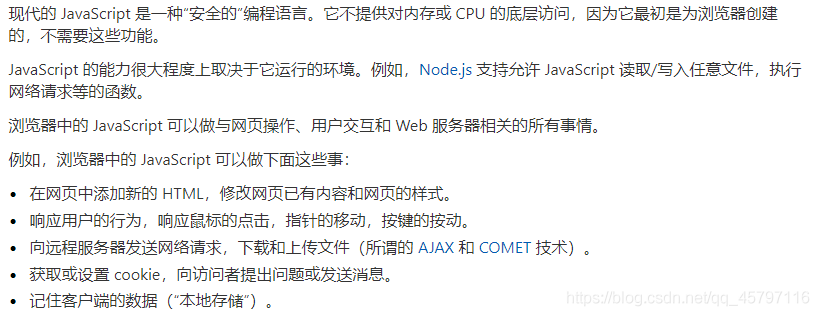 现代的 JavaScript 是一种“安全的”编程语言。它不提供对内存或 CPU 的底层访问，因为它最初是为浏览器创建
的，不需要这些功能。
JavaScript 的能力很大程度上取决于它运行的环境。例如，Node.js 支持允许 JavaScript 读取/写入任意文件，执行
网络请求等的函数。
浏览器中的 JavaScript 可以做与网页操作、用户交互和 Web 服务器相关的所有事情。
例如，浏览器中的 JavaScript 可以做下面这些事：
• 在网页中添加新的 HTML，修改网页已有内容和网页的样式。
• 响应用户的行为，响应鼠标的点击，指针的移动，按键的按动。
• 向远程服务器发送网络请求，下载和上传文件（所谓的 AJAX 和 COMET 技术）。
• 获取或设置 cookie，向访问者提出问题或发送消息。
• 记住客户端的数据（“本地存储”）。
https://blog.csdn.net/qq_45797116